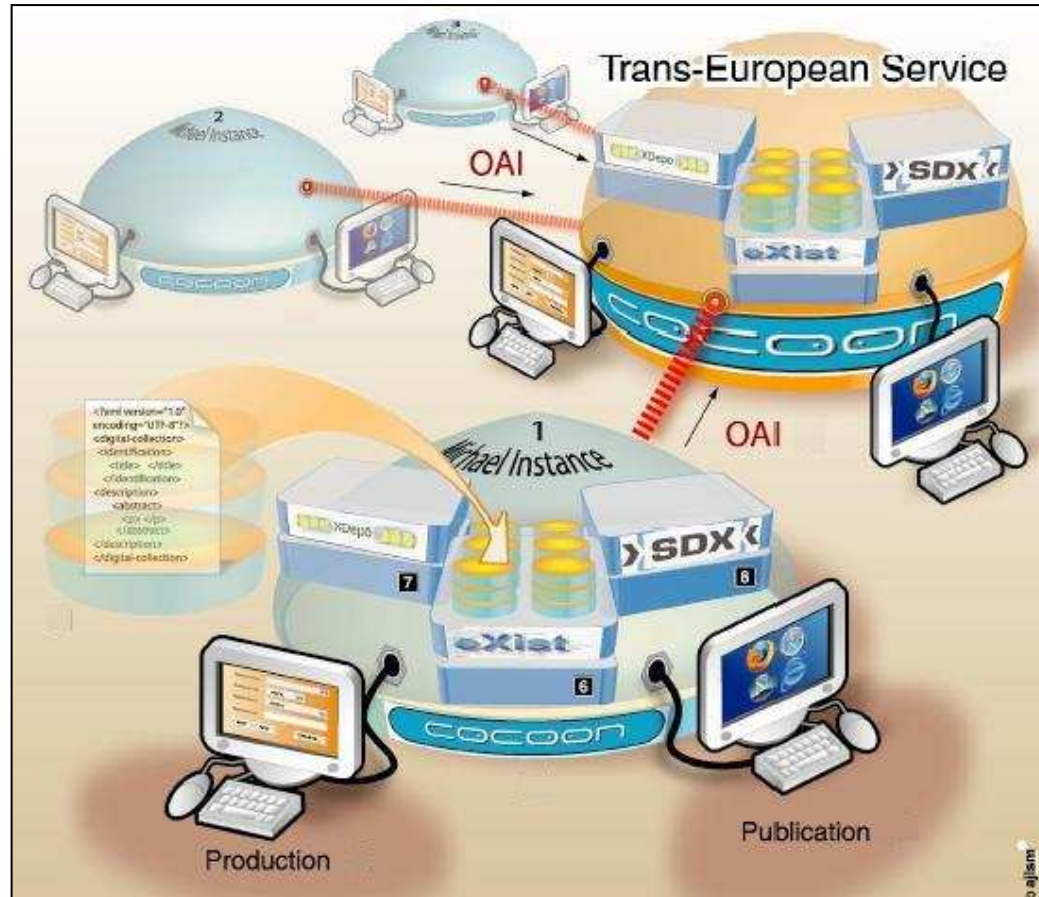 Trans-European Service
2
Michael Instance
OAI
XDepo
SDX
eXist
cocoon
cocoon
<?xml version="1.0"
encoding="UTF-8"?>
<digital-collection>
<identification>
<title> </title>
</identification>
<description>
<abstract>
<p> </p>
</abstract>
</description>
</digital-collection>
OAI
1
Michael Instance
XDepo
SDX
7
8
eXist
6
cocoon
Production
Publication
ajlsm